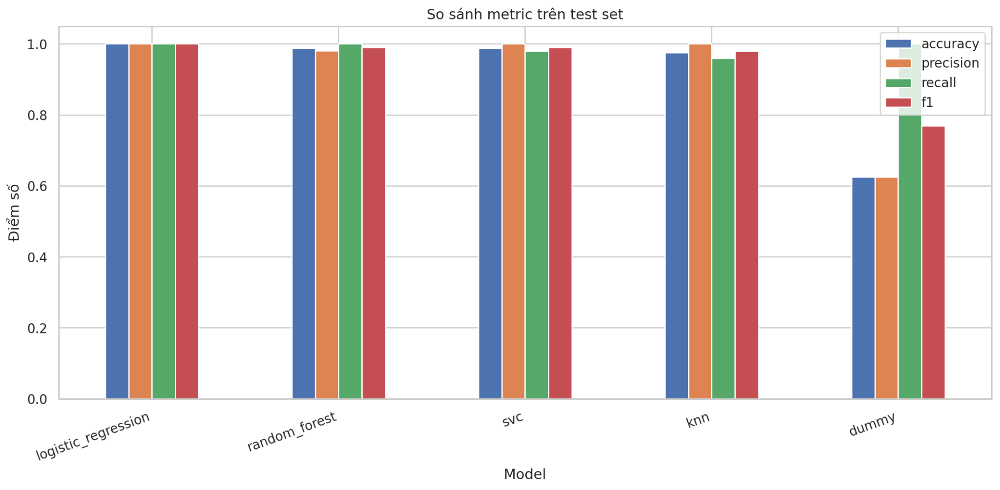 So sánh metric trên test set
1.0
0.8
0.6
0.4
0.2
0.0
Điểm số
accuracy
precision
recall
f1
logistic_regression
random_forest
svc
knn
dummy
Model